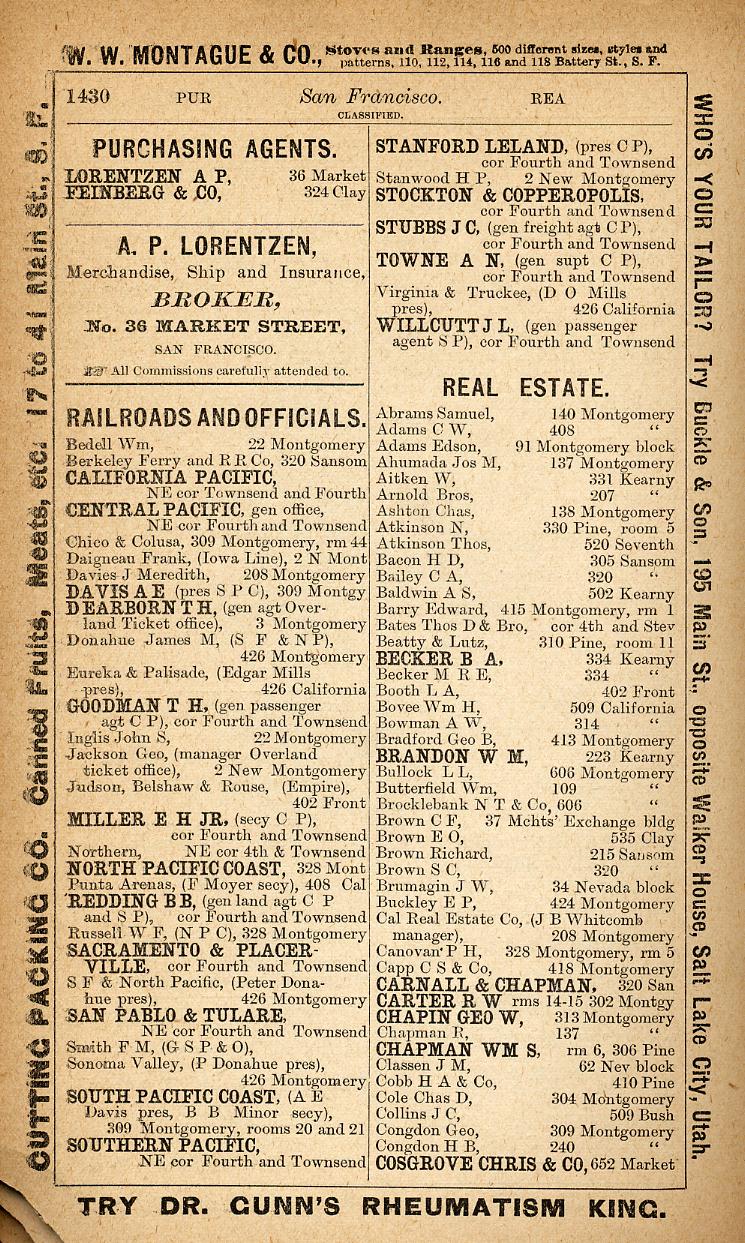 W. W. MONTAGUE & CO., Stoves and Ranges, 500 different sizes, styles and
patterns, 110, 112, 114, 116 and 118 Battery St., S. F.
1430 PUR San Francisco. REA
CLASSIFIED.
PURCHASING AGENTS.
LORENTZEN A P, 36 Market
FEINBERG & CO, 324 Clay
A. P. LORENTZEN,
Merchandise, Ship and Insurance,
BROKER,
No. 36 MARKET STREET,
SAN FRANCISCO.
☞ All Commissions carefully attended to.
RAILROADS AND OFFICIALS.
Bedell Wm, 22 Montgomery
Berkeley Ferry and R R Co, 320 Sansom
CALIFORNIA PACIFIC,
NE cor Townsend and Fourth
CENTRAL PACIFIC, gen office,
NE cor Fourth and Townsend
Chico & Colusa, 309 Montgomery, rm 44
Daigneau Frank, (Iowa Line), 2 N Mont
Davies J Meredith, 208 Montgomery
DAVIS A E (pres S P C), 309 Montgy
DEARBORN T H, (gen agt Over-
land Ticket office), 3 Montgomery
Donahue James M, (S F & N P),
426 Montgomery
Eureka & Palisade, (Edgar Mills
pres), 426 California
GOODMAN T H, (gen passenger
agt C P), cor Fourth and Townsend
Inglis John S, 22 Montgomery
Jackson Geo, (manager Overland
ticket office), 2 New Montgomery
Judson, Belshaw & Rouse, (Empire),
402 Front
MILLER E H JR, (secy C P),
cor Fourth and Townsend
Northern, NE cor 4th & Townsend
NORTH PACIFIC COAST, 328 Mont
Punta Arenas, (F Moyer secy), 408 Cal
REDDING B B, (gen land agt C P
and S P), cor Fourth and Townsend
Russell W F, (N P C), 328 Montgomery
SACRAMENTO & PLACER-
VILLE, cor Fourth and Townsend
S F & North Pacific, (Peter Dona-
hue pres), 426 Montgomery
SAN PABLO & TULARE,
NE cor Fourth and Townsend
Smith F M, (G S P & O),
Sonoma Valley, (P Donahue pres),
426 Montgomery
SOUTH PACIFIC COAST, (A E
Davis pres, B B Minor secy),
309 Montgomery, rooms 20 and 21
SOUTHERN PACIFIC,
NE cor Fourth and Townsend
STANFORD LELAND, (pres C P),
cor Fourth and Townsend
Stanwood H P, 2 New Montgomery
STOCKTON & COPPEROPOLIS,
cor Fourth and Townsend
STUBBS J C, (gen freight agt C P),
cor Fourth and Townsend
TOWNE A N, (gen supt C P),
cor Fourth and Townsend
Virginia & Truckee, (D O Mills
pres), 426 California
WILLCUTT J L, (gen passenger
agent S P), cor Fourth and Townsend
REAL ESTATE.
Abrams Samuel, 140 Montgomery
Adams C W, 408 “
Adams Edson, 91 Montgomery block
Ahumada Jos M, 137 Montgomery
Aitken W, 331 Kearny
Arnold Bros, 207 “
Ashton Chas, 138 Montgomery
Atkinson N, 330 Pine, room 5
Atkinson Thos, 520 Seventh
Bacon H D, 305 Sansom
Bailey C A, 320 “
Baldwin A S, 502 Kearny
Barry Edward, 415 Montgomery, rm 1
Bates Thos D & Bro, cor 4th and Stev
Beatty & Lutz, 310 Pine, room 11
BECKER B A, 334 Kearny
Becker M R E, 334 “
Booth L A, 402 Front
Bovee Wm H, 509 California
Bowman A W, 314 “
Bradford Geo B, 413 Montgomery
BRANDON W M, 223 Kearny
Bullock L L, 606 Montgomery
Butterfield Wm, 109 “
Brocklebank N T & Co, 606 “
Brown C F, 37 Mchts' Exchange bldg
Brown E O, 535 Clay
Brown Richard, 215 Sansom
Brown S C, 320 “
Brumagin J W, 34 Nevada block
Buckley E P, 424 Montgomery
Cal Real Estate Co, (J B Whitcomb
manager), 208 Montgomery
Canovan P H, 328 Montgomery, rm 5
Capp C S & Co, 418 Montgomery
CARNALL & CHAPMAN, 320 San
CARTER R W rms 14-15 302 Montgy
CHAPIN GEO W, 313 Montgomery
Chapman R, 137 “
CHAPMAN WM S, rm 6, 306 Pine
Classen J M, 62 Nev block
Cobb H A & Co, 410 Pine
Cole Chas D, 304 Montgomery
Collins J C, 509 Bush
Congdon Geo, 309 Montgomery
Congdon H B, 240 “
COSGROVE CHRIS & CO, 652 Market
CUTTING PACKING CO. Canned Fruits, Meats, etc. 17 to 41 Main St., S. F.
WHO'S YOUR TAILOR? Try Buckle & Son, 195 Main St., opposite Walker House, Salt Lake City, Utah.
TRY DR. GUNN'S RHEUMATISM KING.